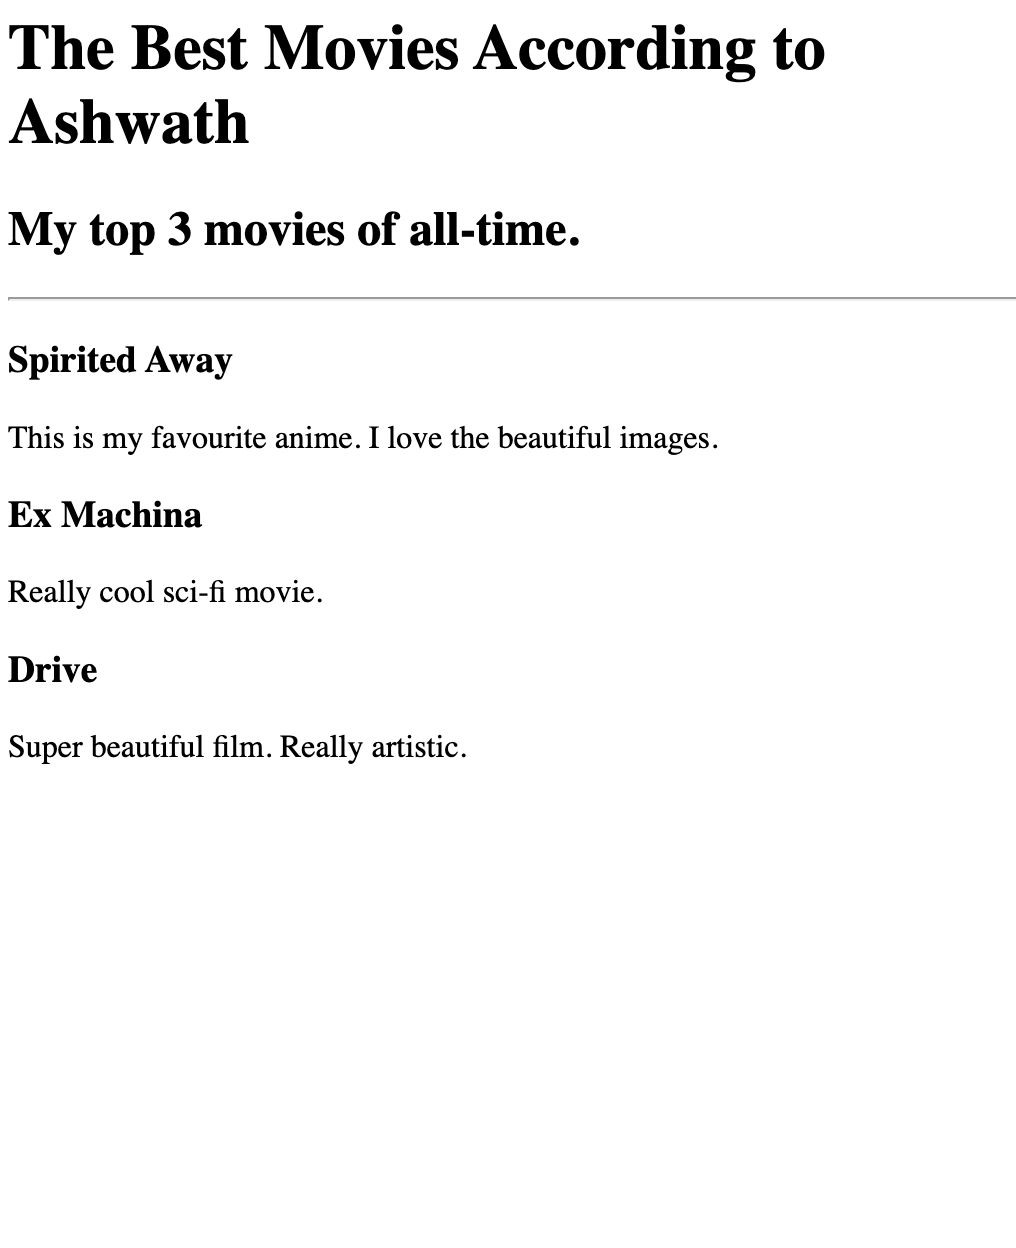 The Best Movies According to
Ashwath
My top 3 movies of all-time.
Spirited Away
This is my favourite anime. I love the beautiful images.
Ex Machina
Really cool sci-fi movie.
Drive
Super beautiful film. Really artistic.